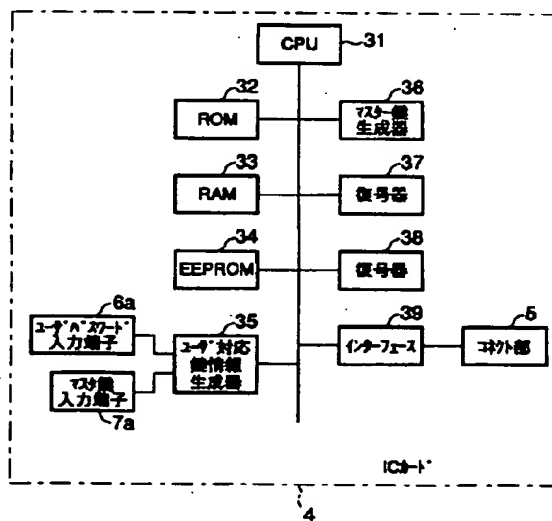 CPU
31
32
ROM
36
マスター鍵
生成器
33
RAM
37
復号器
34
EEPROM
38
復号器
6a
ユーザパスワード
入力端子
35
ユーザ対応
鍵情報
生成器
39
インターフェース
5
コネクト部
マスタ鍵
入力端子
7a
ICカード
4